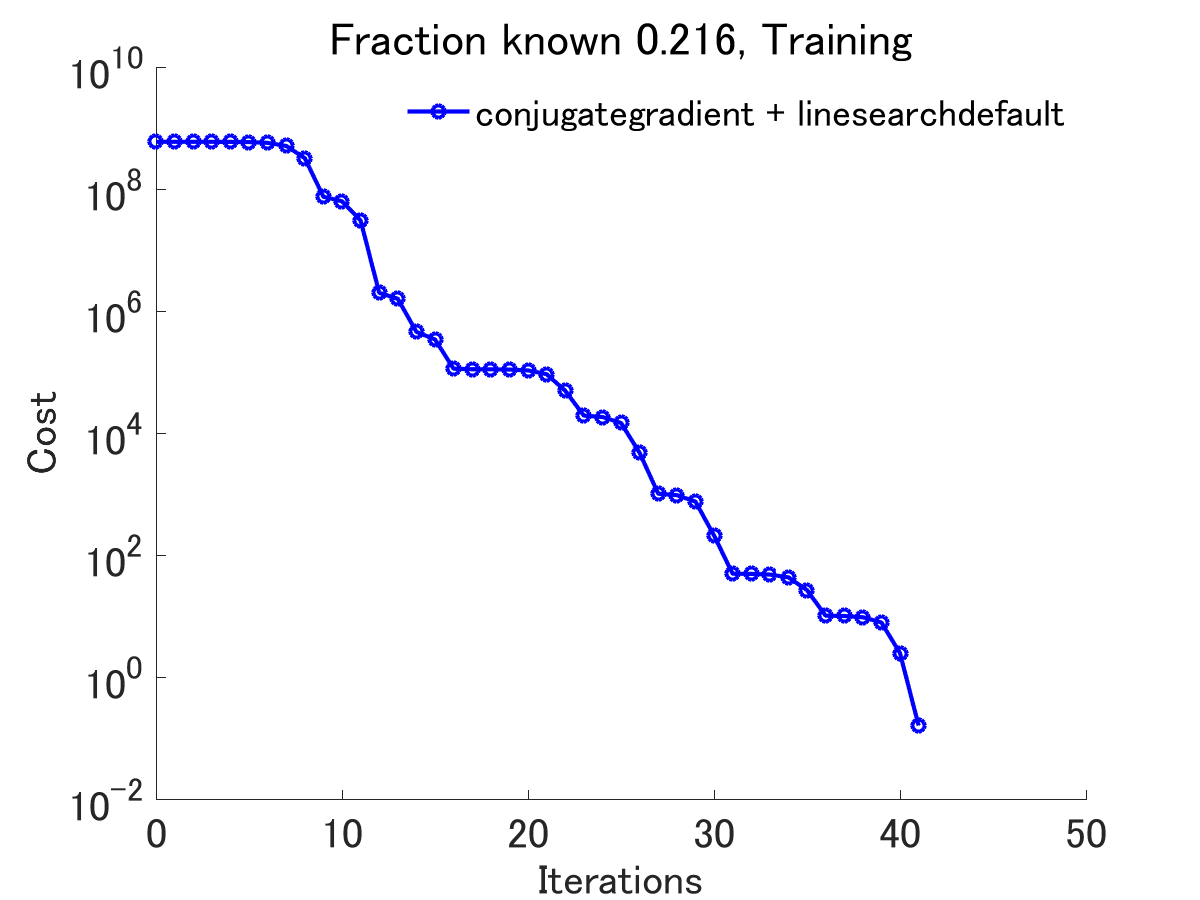 Fraction known 0.216, Training
conjugategradient + linesearchdefault
10^10
10^8
10^6
10^4
10^2
10^0
10^-2
Cost
0 10 20 30 40 50
Iterations